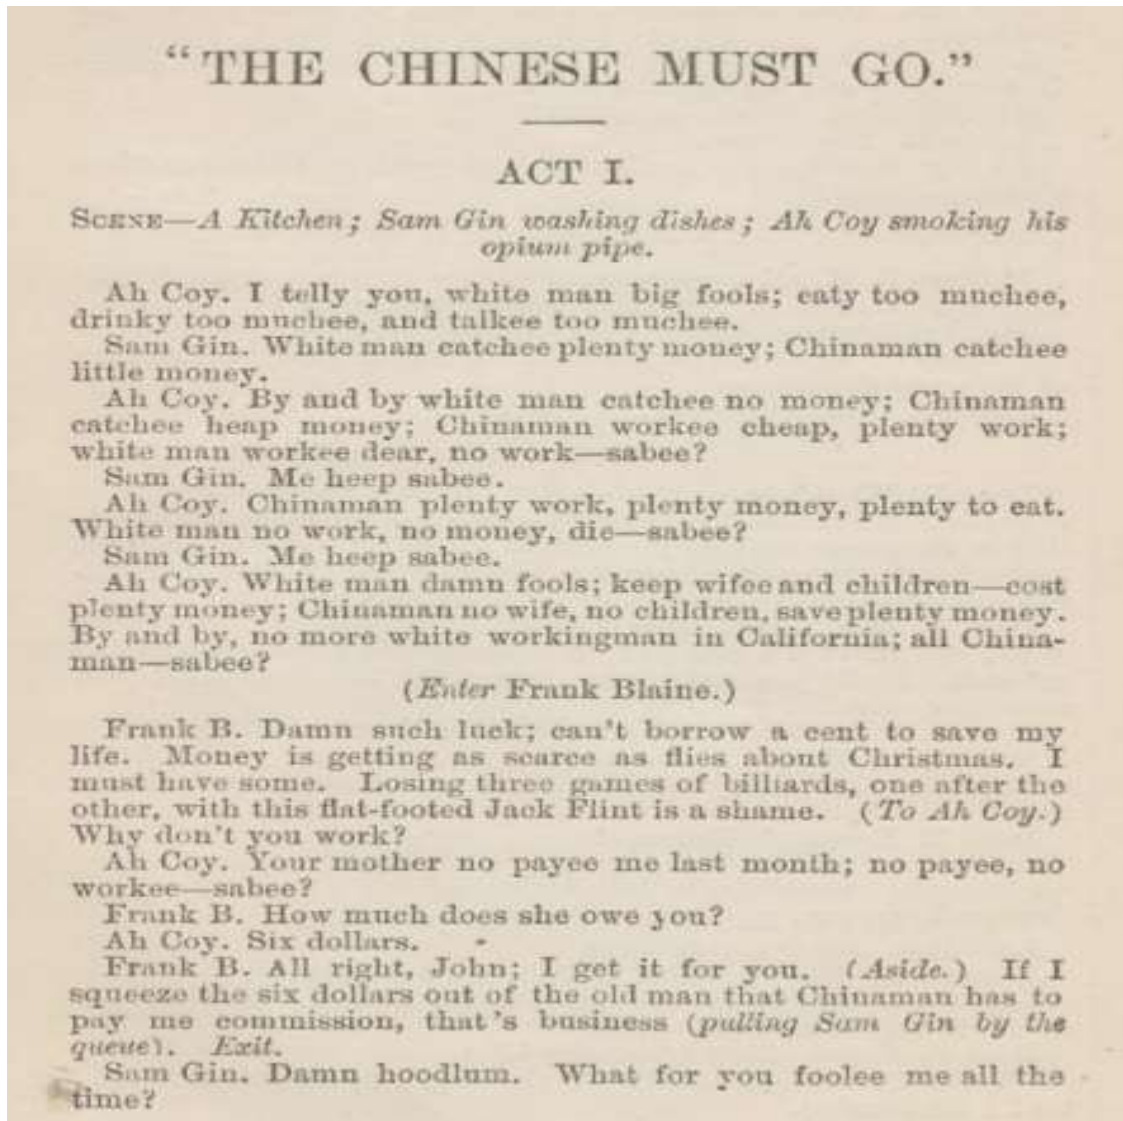 “THE CHINESE MUST GO.”
ACT I.
SCENE—A Kitchen; Sam Gin washing dishes; Ah Coy smoking his
opium pipe.
Ah Coy. I telly you, white man big fools; eaty too muchee,
drinky too muchee, and talkee too muchee.
Sam Gin. White man catchee plenty money; Chinaman catchee
little money.
Ah Coy. By and by white man catchee no money; Chinaman
catchee heap money; Chinaman workee cheap, plenty work;
white man workee dear, no work—sabee?
Sam Gin. Me heep sabee.
Ah Coy. Chinaman plenty work, plenty money, plenty to eat.
White man no work, no money, die—sabee?
Sam Gin. Me heep sabee.
Ah Coy. White man damn fools; keep wifee and children—cost
plenty money; Chinaman no wife, no children, save plenty money.
By and by, no more white workingman in California; all China-
man—sabee?
(Enter Frank Blaine.)
Frank B. Damn such luck; can't borrow a cent to save my
life. Money is getting as scarce as flies about Christmas. I
must have some. Losing three games of billiards, one after the
other, with this flat-footed Jack Flint is a shame. (To Ah Coy.)
Why don't you work?
Ah Coy. Your mother no payee me last month; no payee, no
workee—sabee?
Frank B. How much does she owe you?
Ah Coy. Six dollars.
Frank B. All right, John; I get it for you. (Aside.) If I
squeeze the six dollars out of the old man that Chinaman has to
pay me commission, that's business (pulling Sam Gin by the
queue). Exit.
Sam Gin. Damn hoodlum. What for you foolee me all the
time?